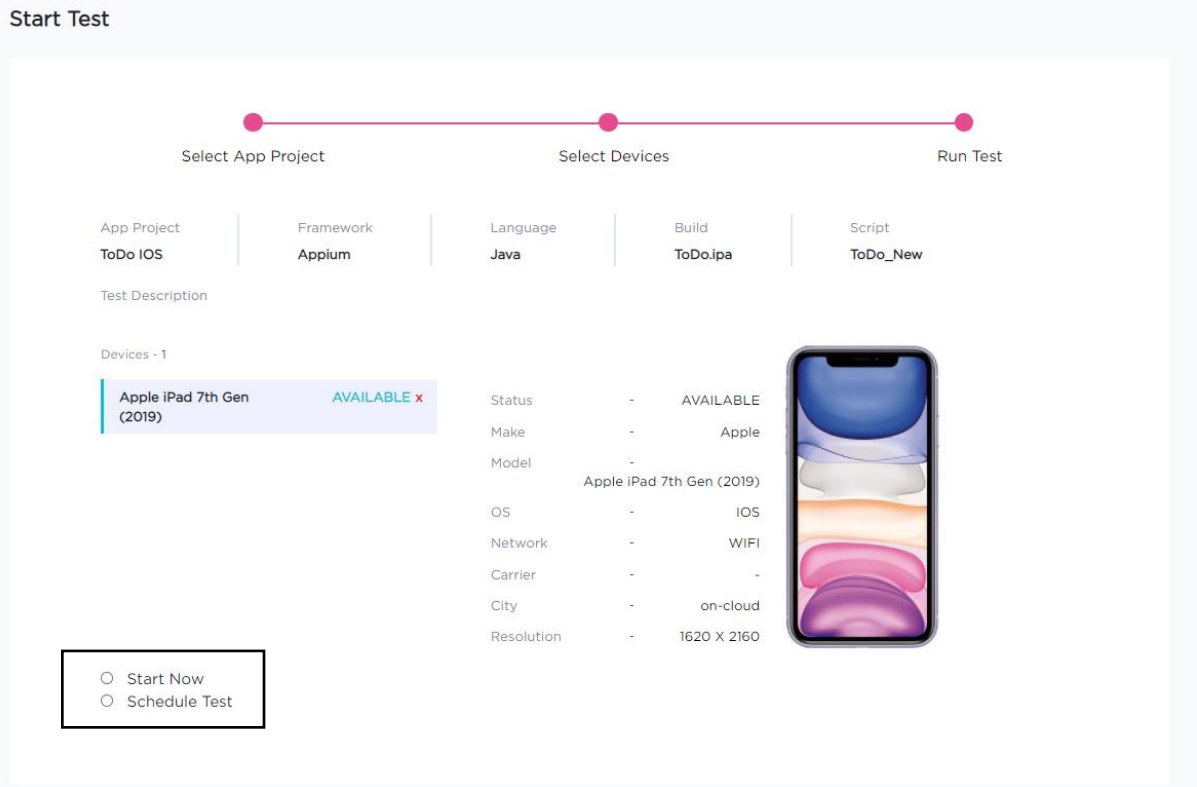 Start Test
Select App Project
Select Devices
Run Test
App Project
Framework
Language
Build
Script
ToDo IOS
Appium
Java
ToDo.ipa
ToDo_New
Test Description
Devices - 1
Apple iPad 7th Gen (2019)
AVAILABLE x
Status - AVAILABLE
Make - Apple
Model -
Apple iPad 7th Gen (2019)
OS - IOS
Network - WIFI
Carrier - -
City - on-cloud
Resolution - 1620 X 2160
Start Now
Schedule Test